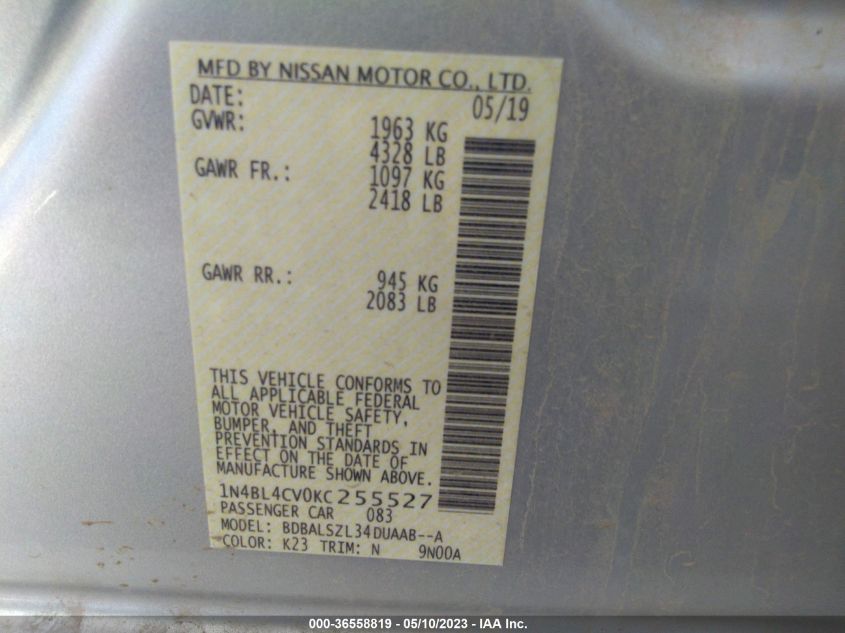 MFD BY NISSAN MOTOR CO., LTD.
DATE: 05/19
GVWR: 1963 KG
4328 LB
GAWR FR.: 1097 KG
2418 LB
GAWR RR.: 945 KG
2083 LB
THIS VEHICLE CONFORMS TO
ALL APPLICABLE FEDERAL
MOTOR VEHICLE SAFETY,
BUMPER, AND THEFT
PREVENTION STANDARDS IN
EFFECT ON THE DATE OF
MANUFACTURE SHOWN ABOVE.
1N4BL4CV0KC255527
PASSENGER CAR 083
MODEL: BDBALSZL34DUAAB--A
COLOR: K23 TRIM: N 9N00A
000-36558819 - 05/10/2023 - IAA Inc.